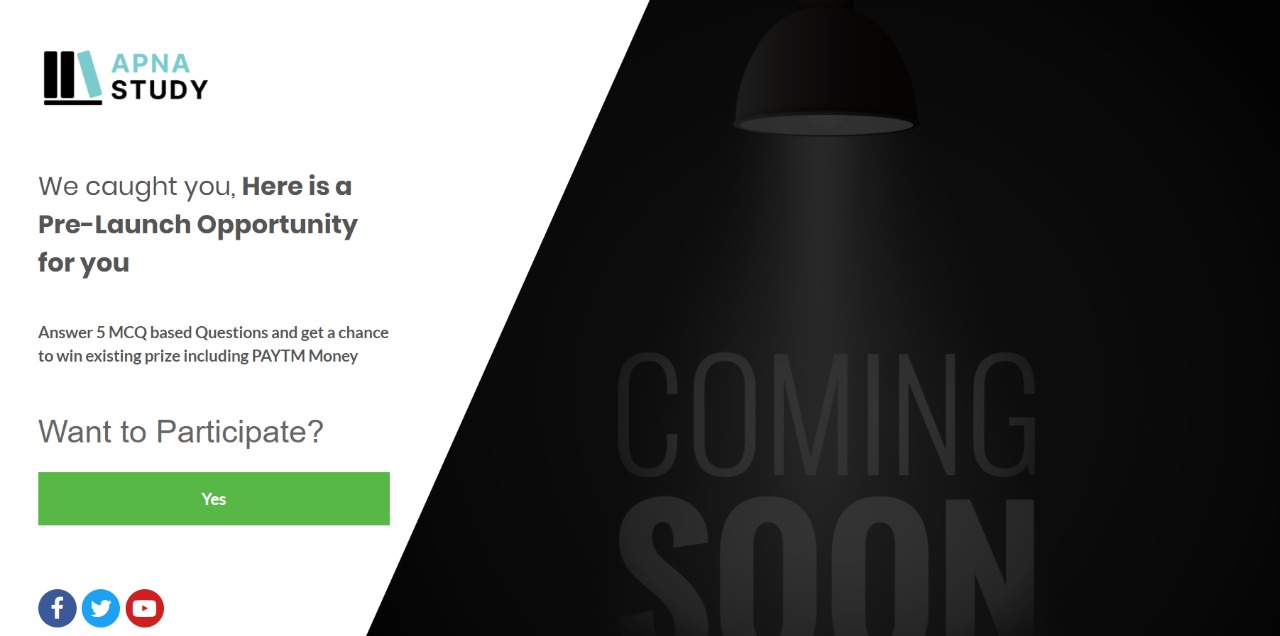 APNA
STUDY
We caught you, Here is a
Pre-Launch Opportunity
for you
Answer 5 MCQ based Questions and get a chance
to win existing prize including PAYTM Money
Want to Participate?
Yes
COMING
SOON